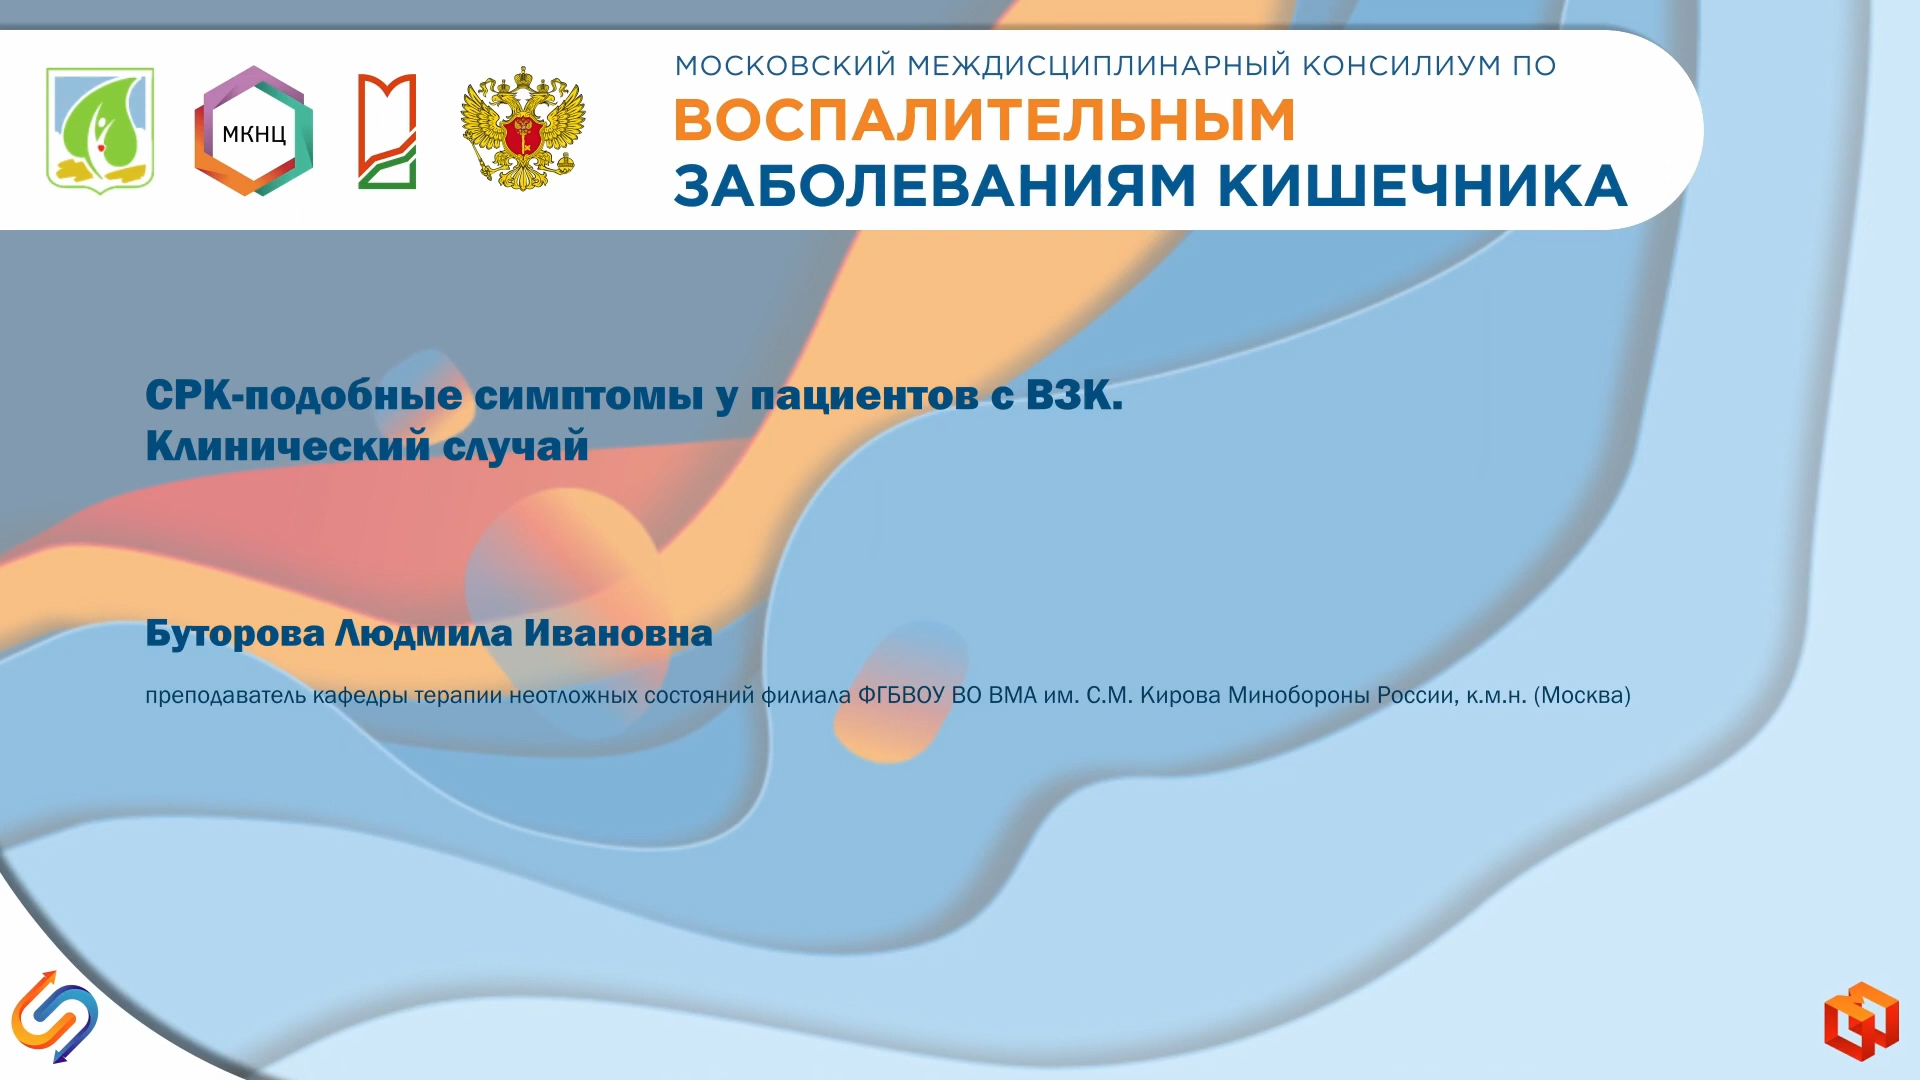 МКНЦ
МОСКОВСКИЙ МЕЖДИСЦИПЛИНАРНЫЙ КОНСИЛИУМ ПО
ВОСПАЛИТЕЛЬНЫМ
ЗАБОЛЕВАНИЯМ КИШЕЧНИКА
СРК-подобные симптомы у пациентов с ВЗК.
Клинический случай
Буторова Людмила Ивановна
преподаватель кафедры терапии неотложных состояний филиала ФГБВОУ ВО ВМА им. С.М. Кирова Минобороны России, к.м.н. (Москва)